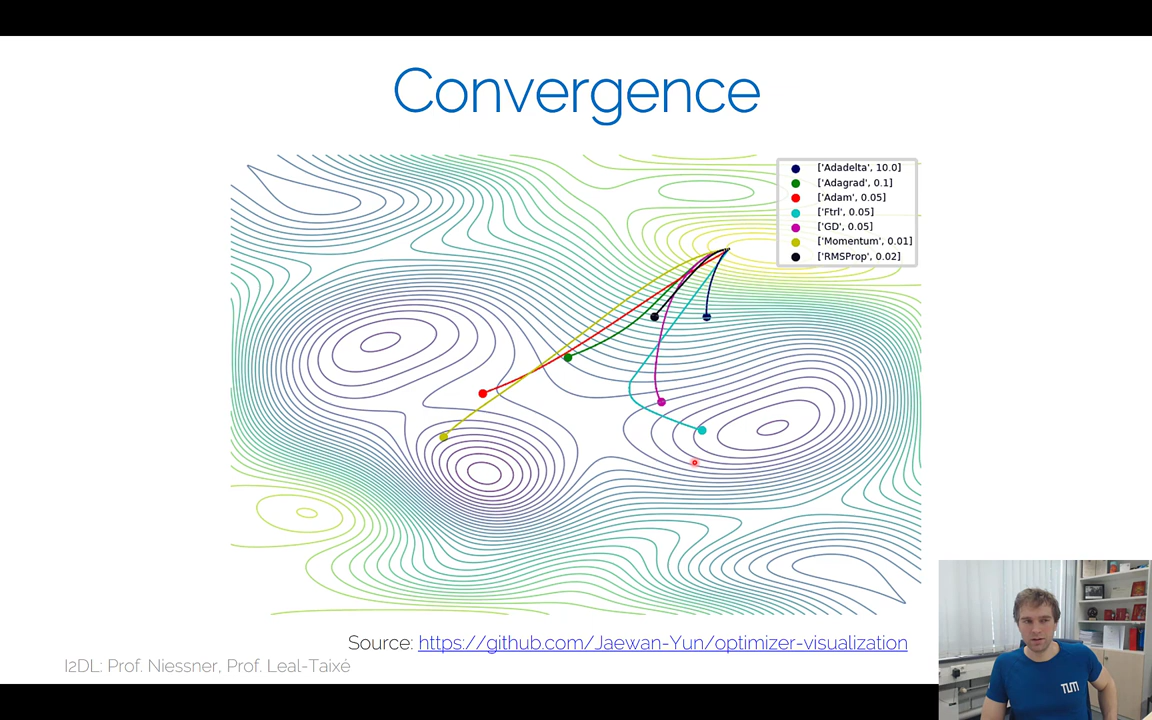 Convergence
['Adadelta', 10.0]
['Adagrad', 0.1]
['Adam', 0.05]
['Ftrl', 0.05]
['GD', 0.05]
['Momentum', 0.01]
['RMSProp', 0.02]
Source: https://github.com/Jaewan-Yun/optimizer-visualization
I2DL: Prof. Niessner, Prof. Leal-Taixé
TUM